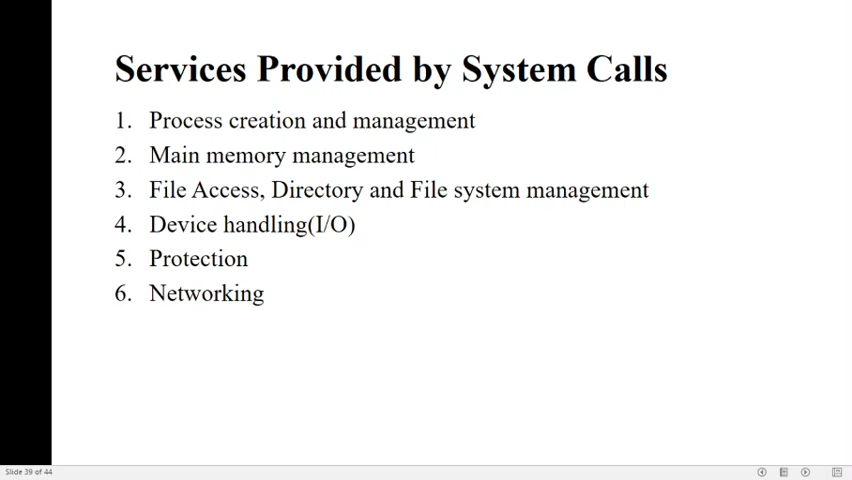 Services Provided by System Calls
1. Process creation and management
2. Main memory management
3. File Access, Directory and File system management
4. Device handling(I/O)
5. Protection
6. Networking
Slide 39 of 44